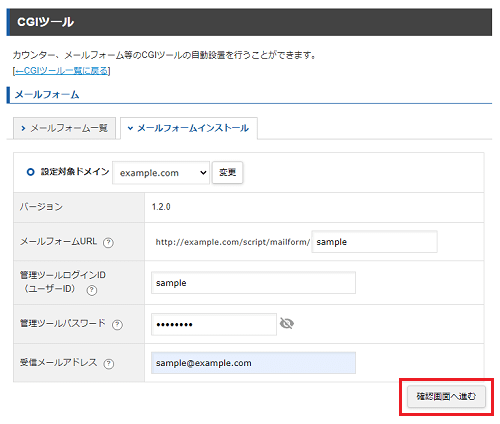 CGIツール
カウンター、メールフォーム等のCGIツールの自動設置を行うことができます。
[←CGIツール一覧に戻る]
メールフォーム
メールフォーム一覧 メールフォームインストール
設定対象ドメイン example.com 変更
バージョン 1.2.0
メールフォームURL ? http://example.com/script/mailform/ sample
管理ツールログインID
（ユーザーID） ? sample
管理ツールパスワード ? ••••••••
受信メールアドレス ? sample@example.com
確認画面へ進む